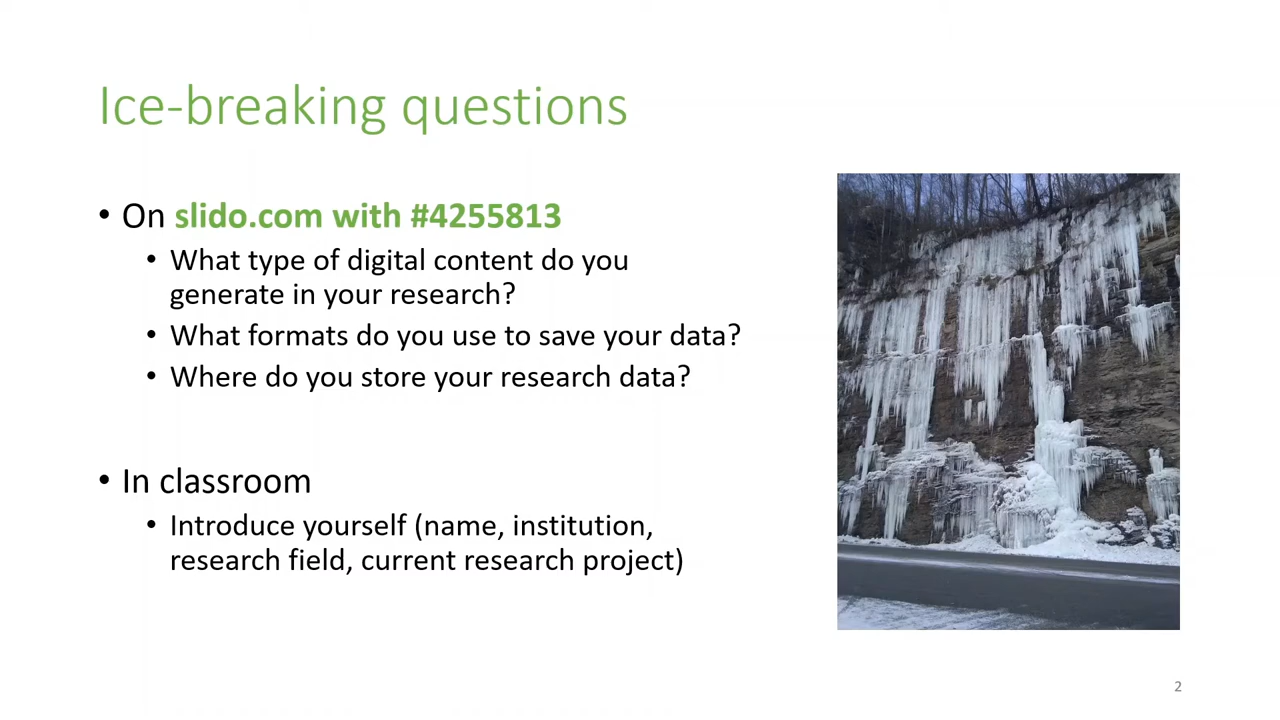 Ice-breaking questions
• On slido.com with #4255813
• What type of digital content do you
generate in your research?
• What formats do you use to save your data?
• Where do you store your research data?
• In classroom
• Introduce yourself (name, institution,
research field, current research project)
2